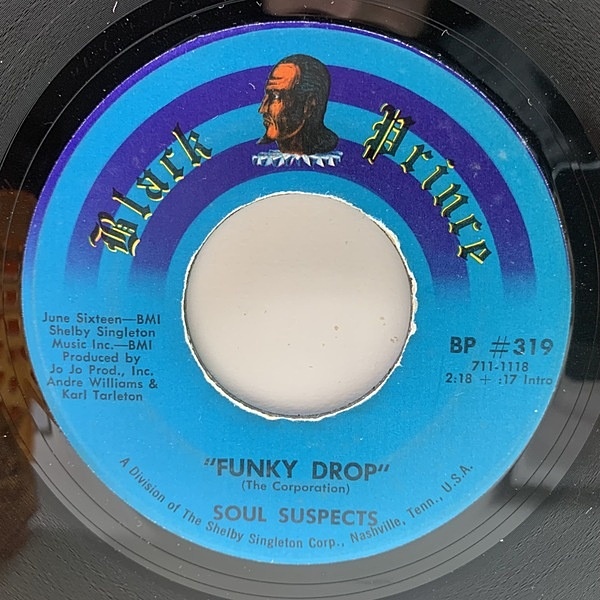 Black Prince
June Sixteen—BMI
Shelby Singleton
Music Inc.—BMI
Produced by
Jo Jo Prod., Inc.
Andre Williams &
Karl Tarleton
BP #319
711-1118
2:18 + :17 Intro
"FUNKY DROP"
(The Corporation)
SOUL SUSPECTS
A Division of The Shelby Singleton Corp., Nashville, Tenn., U.S.A.